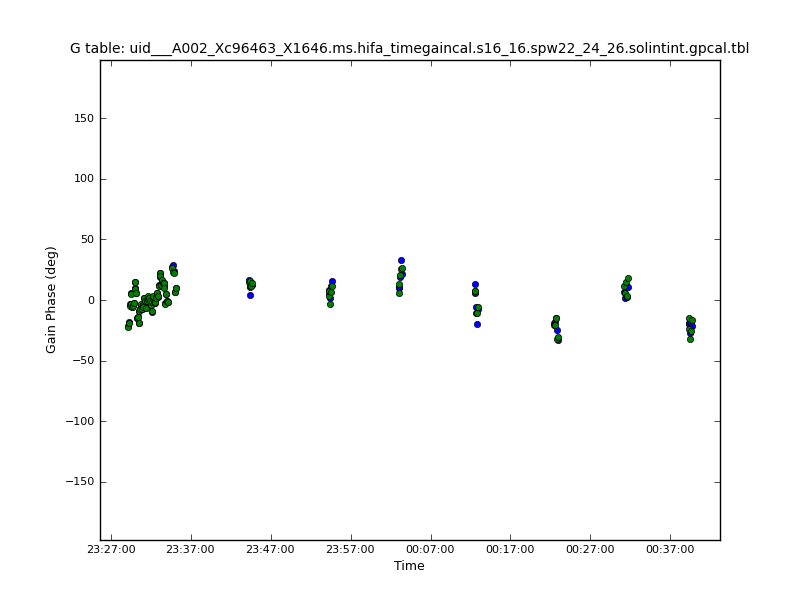 G table: uid___A002_Xc96463_X1646.ms.hifa_timegaincal.s16_16.spw22_24_26.solintint.gpcal.tbl
150
100
50
0
−50
−100
−150
Gain Phase (deg)
23:27:00 23:37:00 23:47:00 23:57:00 00:07:00 00:17:00 00:27:00 00:37:00
Time